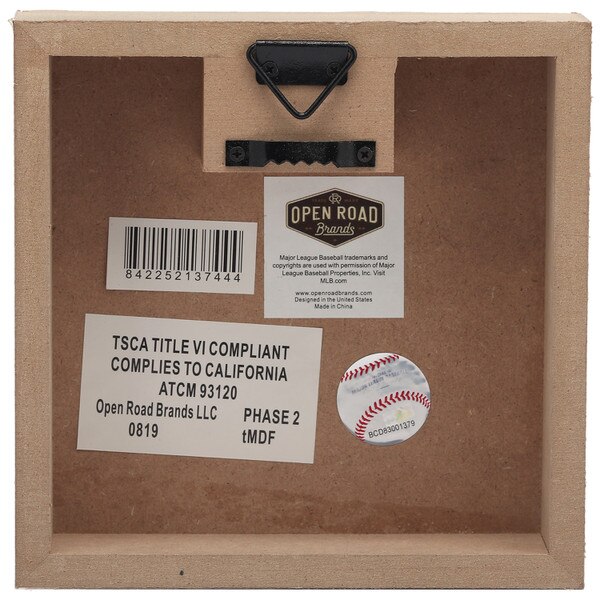 TRADE MARK
OPEN ROAD
Brands
Major League Baseball trademarks and
copyrights are used with permission of Major
League Baseball Properties, Inc. Visit
MLB.com
www.openroadbrands.com
Designed in the United States
Made in China
842252137444
TSCA TITLE VI COMPLIANT
COMPLIES TO CALIFORNIA
ATCM 93120
Open Road Brands LLC
PHASE 2
0819
tMDF
BCD83001379